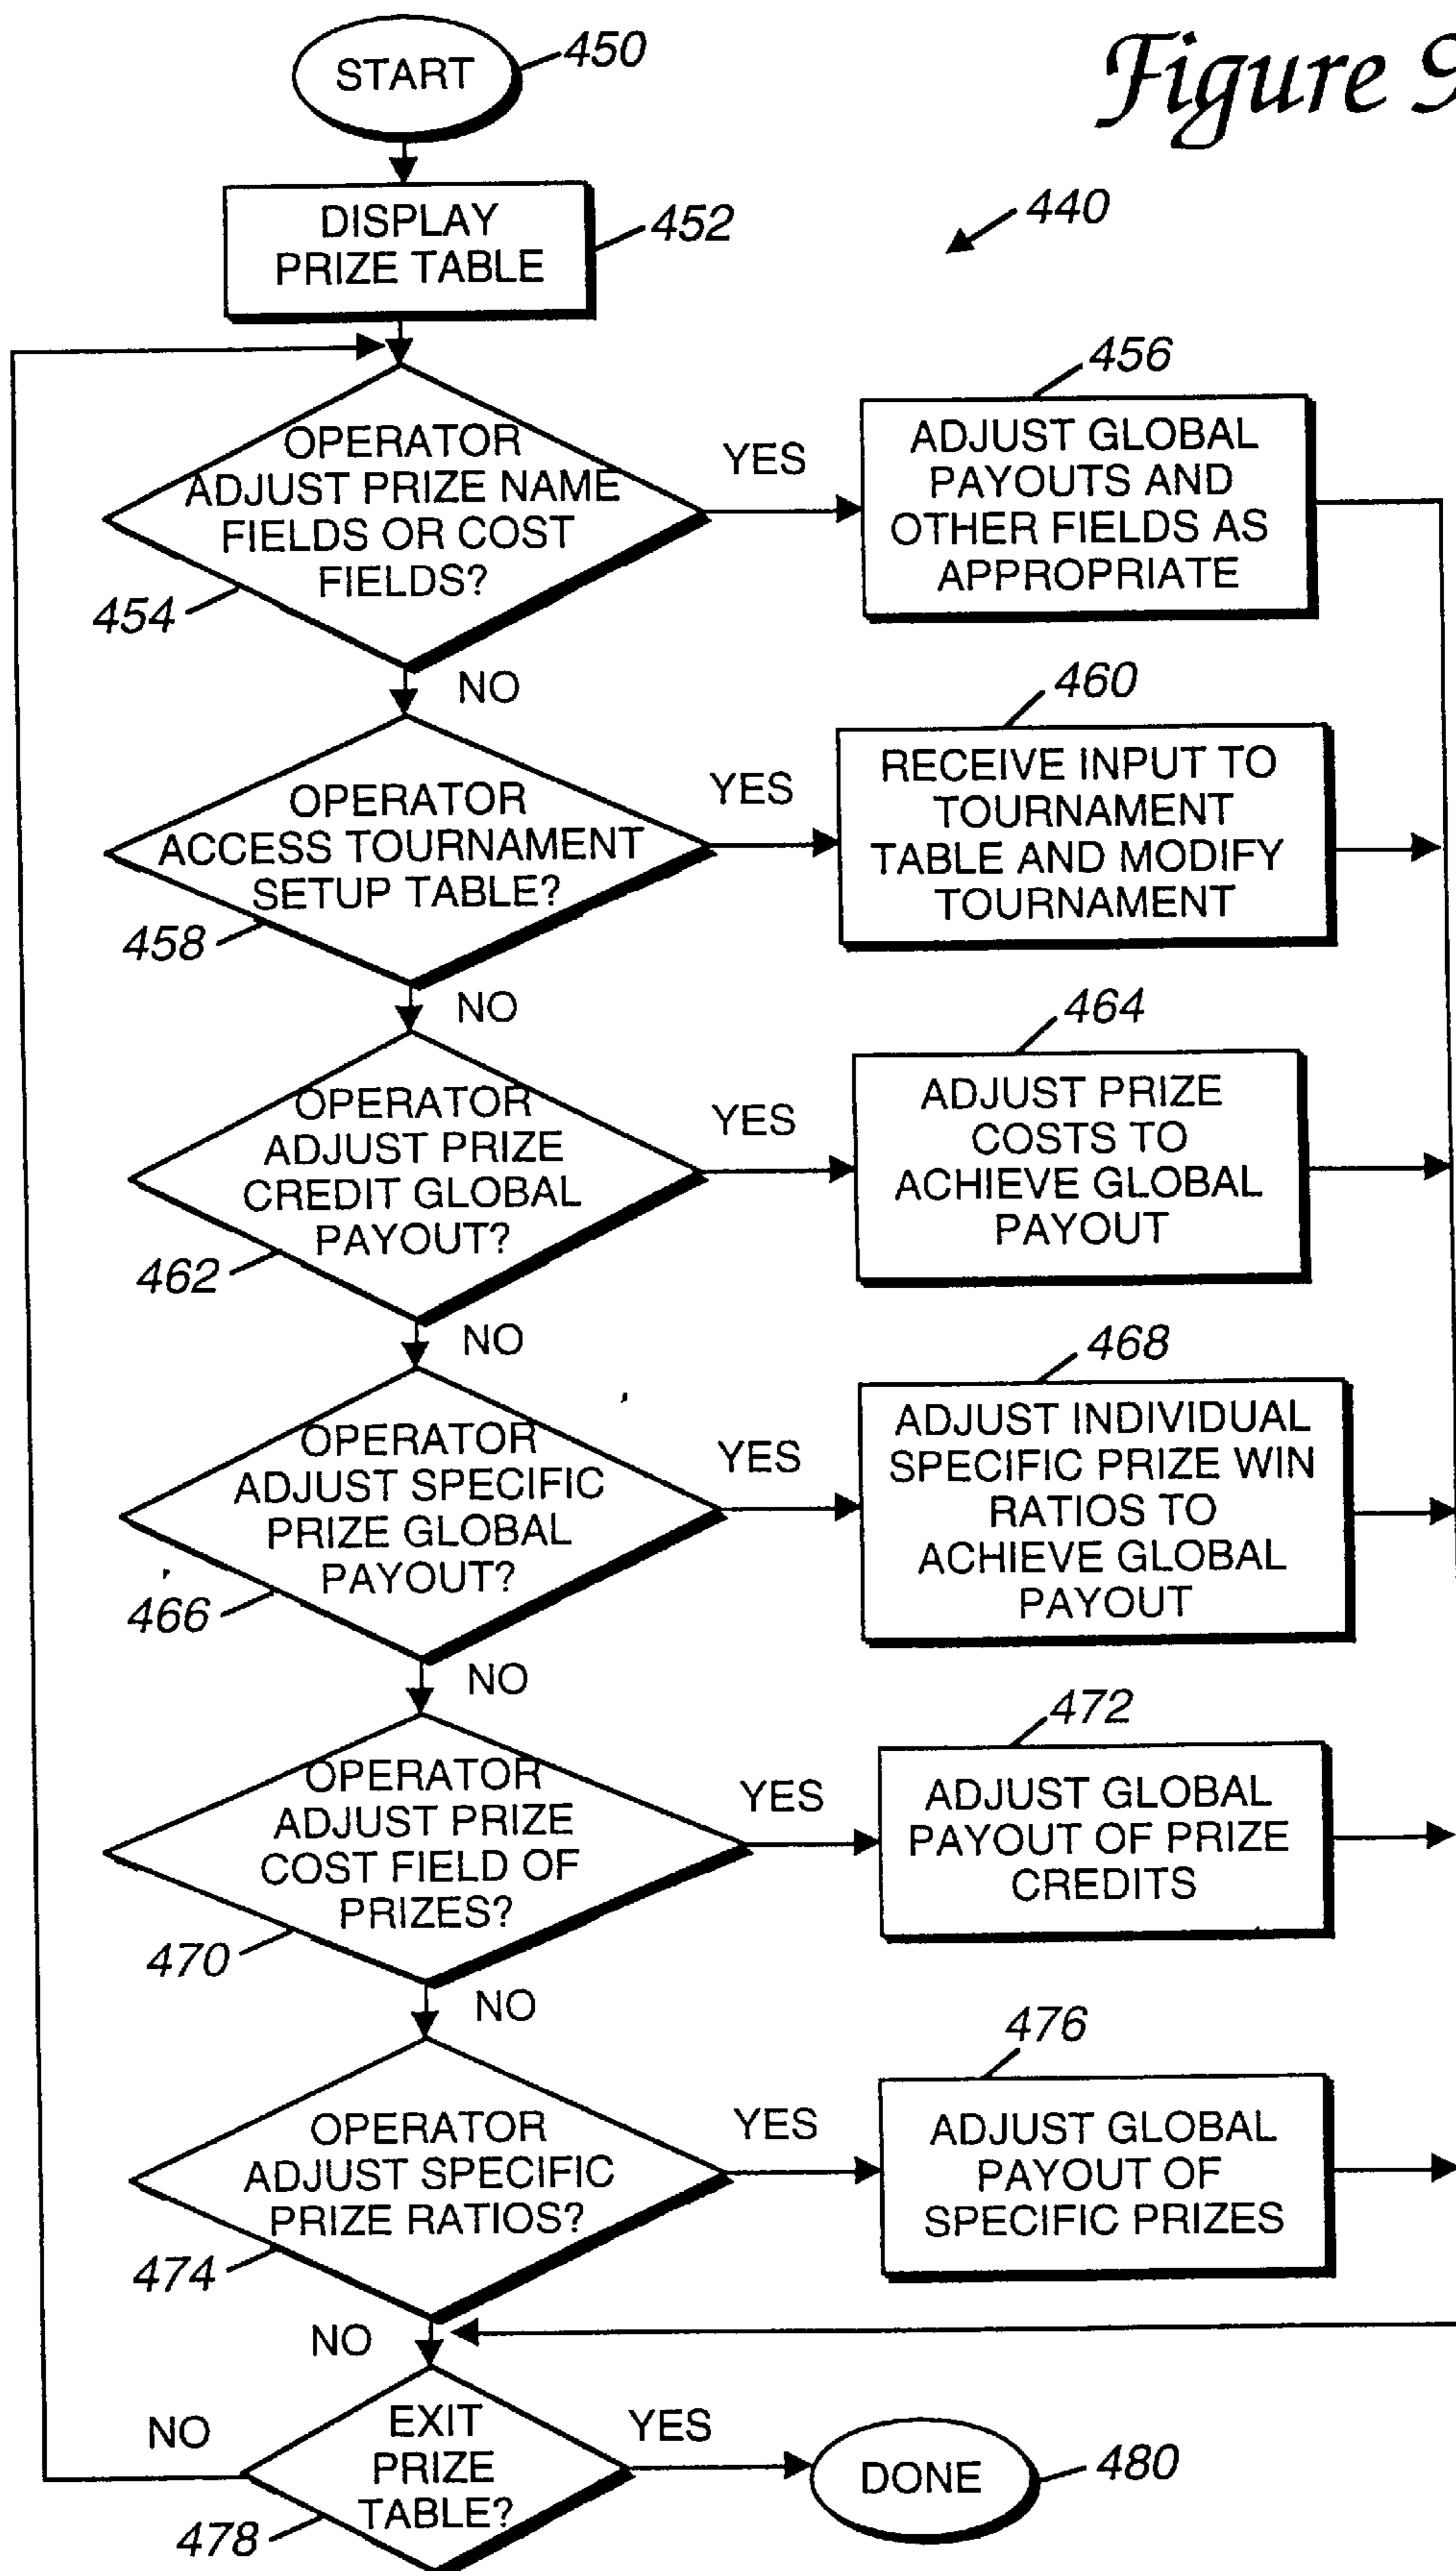 Figure 9
START
450
DISPLAY
PRIZE TABLE
452
440
OPERATOR
ADJUST PRIZE NAME
FIELDS OR COST
FIELDS?
454
YES
456
ADJUST GLOBAL
PAYOUTS AND
OTHER FIELDS AS
APPROPRIATE
NO
OPERATOR
ACCESS TOURNAMENT
SETUP TABLE?
458
YES
460
RECEIVE INPUT TO
TOURNAMENT
TABLE AND MODIFY
TOURNAMENT
NO
OPERATOR
ADJUST PRIZE
CREDIT GLOBAL
PAYOUT?
462
YES
464
ADJUST PRIZE
COSTS TO
ACHIEVE GLOBAL
PAYOUT
NO
OPERATOR
ADJUST SPECIFIC
PRIZE GLOBAL
PAYOUT?
466
YES
468
ADJUST INDIVIDUAL
SPECIFIC PRIZE WIN
RATIOS TO
ACHIEVE GLOBAL
PAYOUT
NO
OPERATOR
ADJUST PRIZE
COST FIELD OF
PRIZES?
470
YES
472
ADJUST GLOBAL
PAYOUT OF PRIZE
CREDITS
NO
OPERATOR
ADJUST SPECIFIC
PRIZE RATIOS?
474
YES
476
ADJUST GLOBAL
PAYOUT OF
SPECIFIC PRIZES
NO
EXIT
PRIZE
TABLE?
478
NO
YES
DONE
480